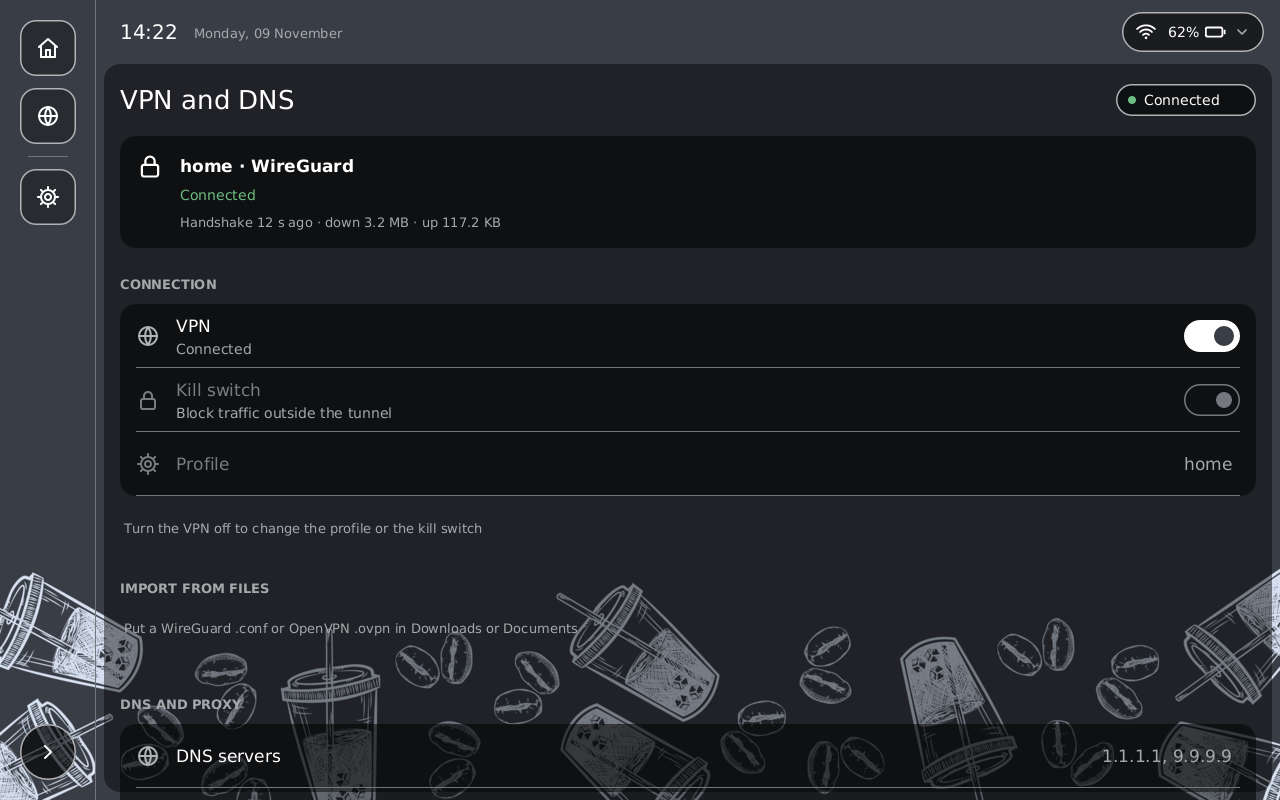 14:22 Monday, 09 November
62%
VPN and DNS
Connected
home · WireGuard
Connected
Handshake 12 s ago · down 3.2 MB · up 117.2 KB
CONNECTION
VPN
Connected
Kill switch
Block traffic outside the tunnel
Profile home
Turn the VPN off to change the profile or the kill switch
IMPORT FROM FILES
Put a WireGuard .conf or OpenVPN .ovpn in Downloads or Documents
DNS AND PROXY
DNS servers 1.1.1.1, 9.9.9.9